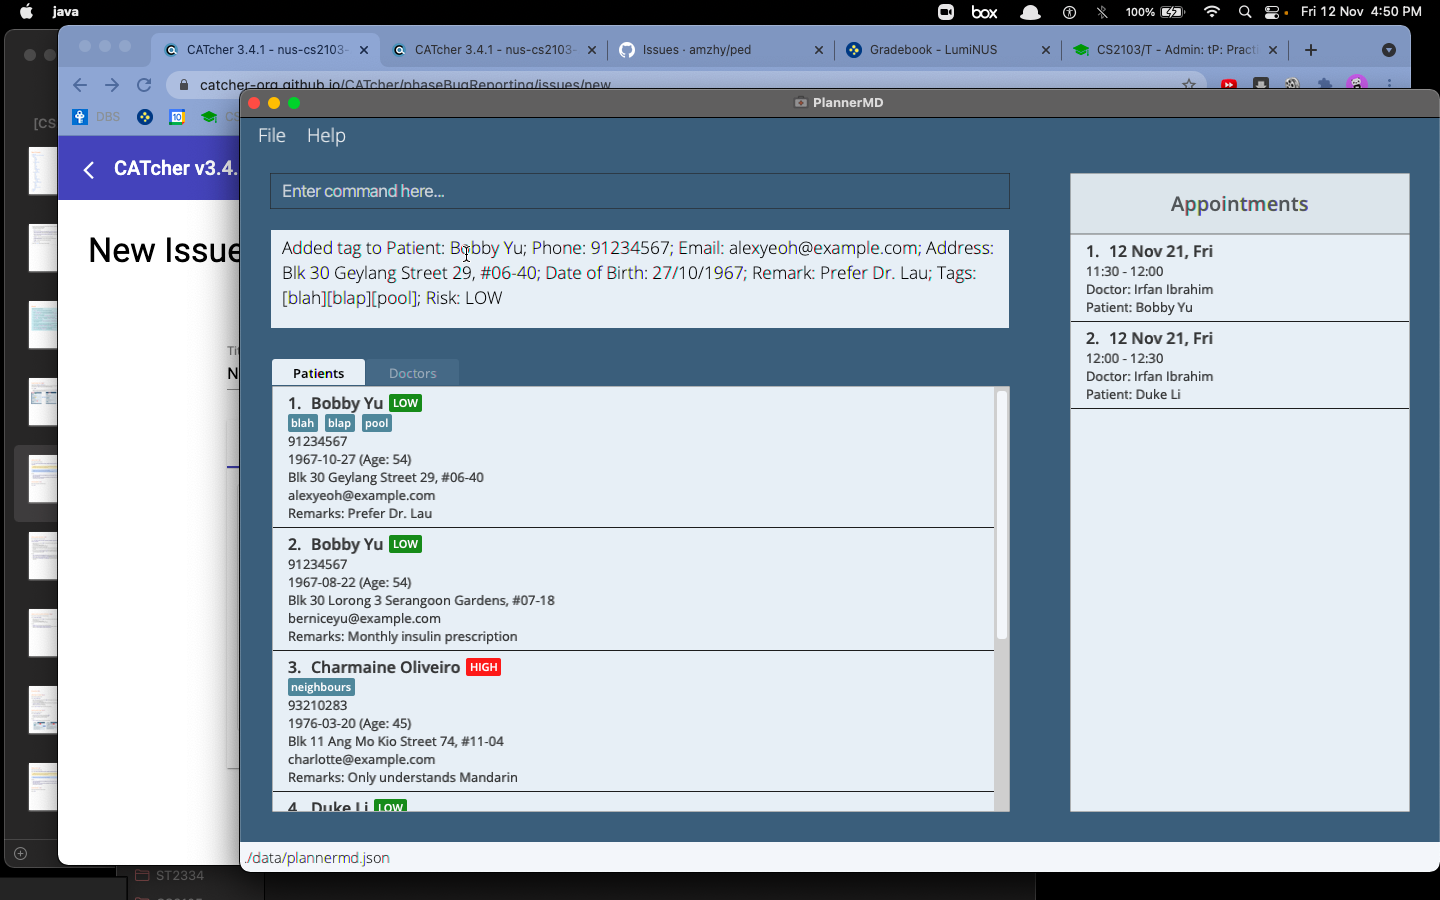 java
box
100%
Fri 12 Nov 4:50 PM
CATcher 3.4.1 - nus-cs2103-
CATcher 3.4.1 - nus-cs2103-
Issues · amzhy/ped
Gradebook - LumiNUS
CS2103/T - Admin: tP: Pract
catcher-org.github.io/CATcher/phaseBugReporting/issues/new
DBS
10
[CS
CATcher v3.4.
New Issue
PlannerMD
File Help
Enter command here...
Added tag to Patient: Bobby Yu; Phone: 91234567; Email: alexyeoh@example.com; Address:
Blk 30 Geylang Street 29, #06-40; Date of Birth: 27/10/1967; Remark: Prefer Dr. Lau; Tags:
[blah][blap][pool]; Risk: LOW
Patients Doctors
1. Bobby Yu LOW
blah blap pool
91234567
1967-10-27 (Age: 54)
Blk 30 Geylang Street 29, #06-40
alexyeoh@example.com
Remarks: Prefer Dr. Lau
2. Bobby Yu LOW
91234567
1967-08-22 (Age: 54)
Blk 30 Lorong 3 Serangoon Gardens, #07-18
berniceyu@example.com
Remarks: Monthly insulin prescription
3. Charmaine Oliveiro HIGH
neighbours
93210283
1976-03-20 (Age: 45)
Blk 11 Ang Mo Kio Street 74, #11-04
charlotte@example.com
Remarks: Only understands Mandarin
4. Duke Li LOW
Appointments
1. 12 Nov 21, Fri
11:30 - 12:00
Doctor: Irfan Ibrahim
Patient: Bobby Yu
2. 12 Nov 21, Fri
12:00 - 12:30
Doctor: Irfan Ibrahim
Patient: Duke Li
./data/plannermd.json
ST2334